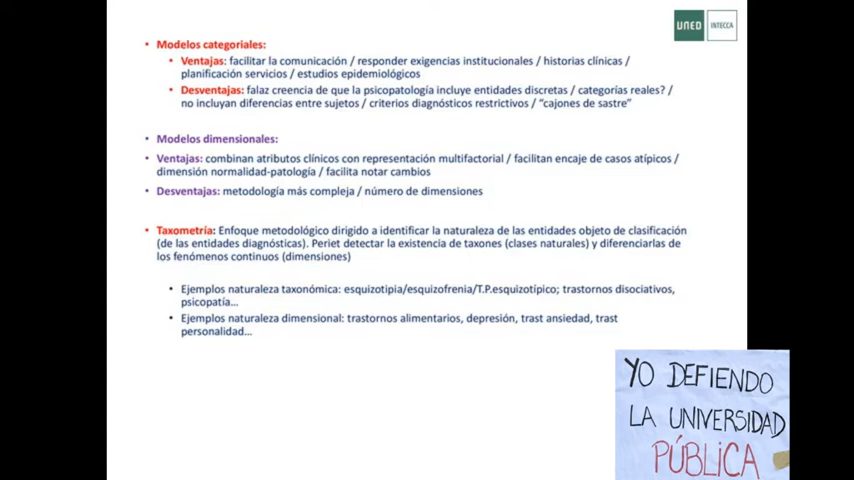 UNED INTECCA
• Modelos categoriales:
• Ventajas: facilitar la comunicación / responder exigencias institucionales / historias clínicas /
planificación servicios / estudios epidemiológicos
• Desventajas: falaz creencia de que la psicopatología incluye entidades discretas / categorías reales? /
no incluyan diferencias entre sujetos / criterios diagnósticos restrictivos / “cajones de sastre”
• Modelos dimensionales:
• Ventajas: combinan atributos clínicos con representación multifactorial / facilitan encaje de casos atípicos /
dimensión normalidad-patología / facilita notar cambios
• Desventajas: metodología más compleja / número de dimensiones
• Taxometría: Enfoque metodológico dirigido a identificar la naturaleza de las entidades objeto de clasificación
(de las entidades diagnósticas). Periet detectar la existencia de taxones (clases naturales) y diferenciarlas de
los fenómenos continuos (dimensiones)
• Ejemplos naturaleza taxonómica: esquizotipia/esquizofrenia/T.P.esquizotípico; trastornos disociativos,
psicopatía…
• Ejemplos naturaleza dimensional: trastornos alimentarios, depresión, trast ansiedad, trast
personalidad…
YO DEFIENDO
LA UNIVERSIDAD
PÚBLICA